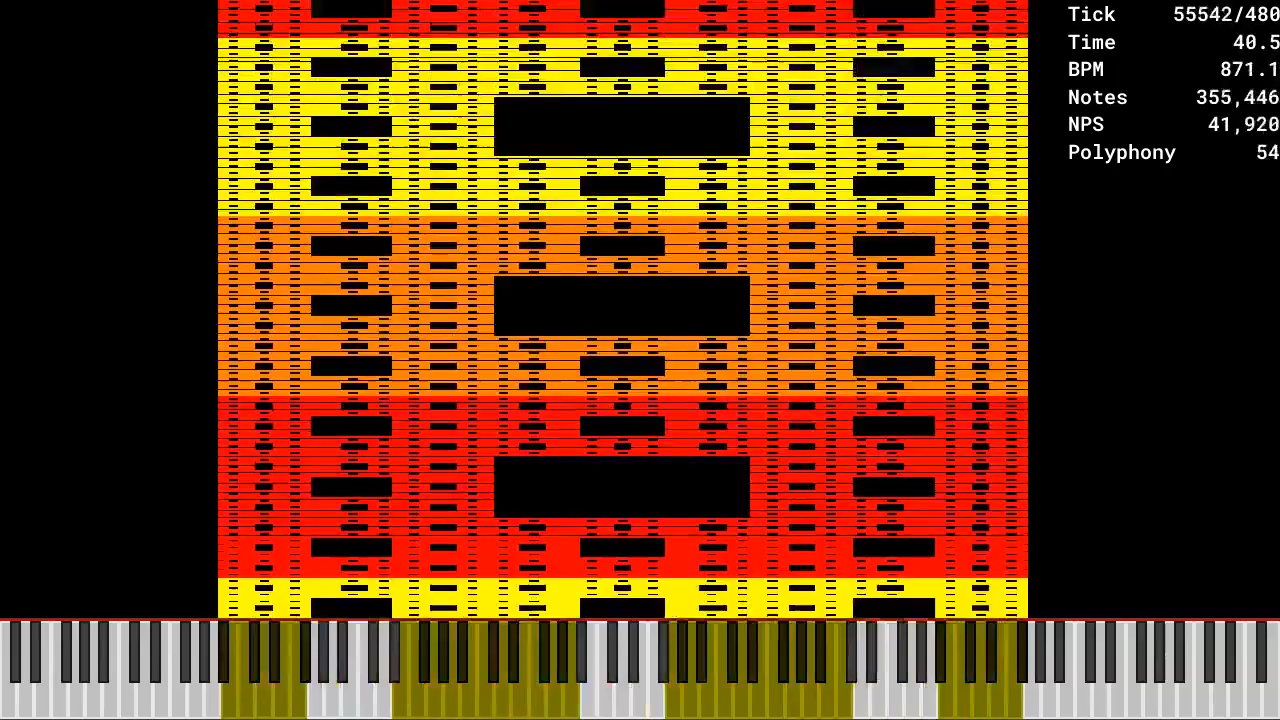 Tick 55542/480
Time 40.5
BPM 871.1
Notes 355,446
NPS 41,920
Polyphony 54